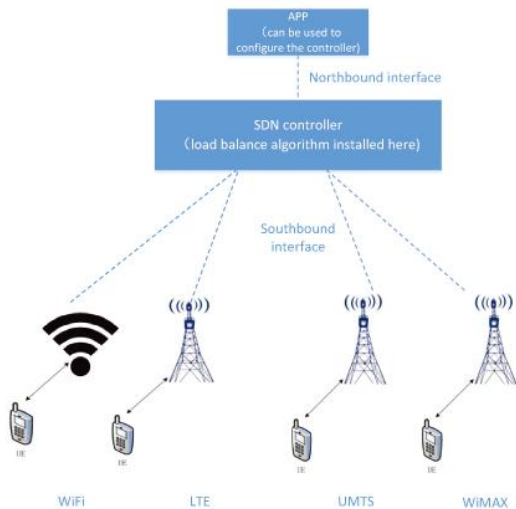 APP
(can be used to
configure the controller)
Northbound interface
SDN controller
(load balance algorithm installed here)
Southbound
interface
UE
UE
UE
UE
WiFi
LTE
UMTS
WiMAX